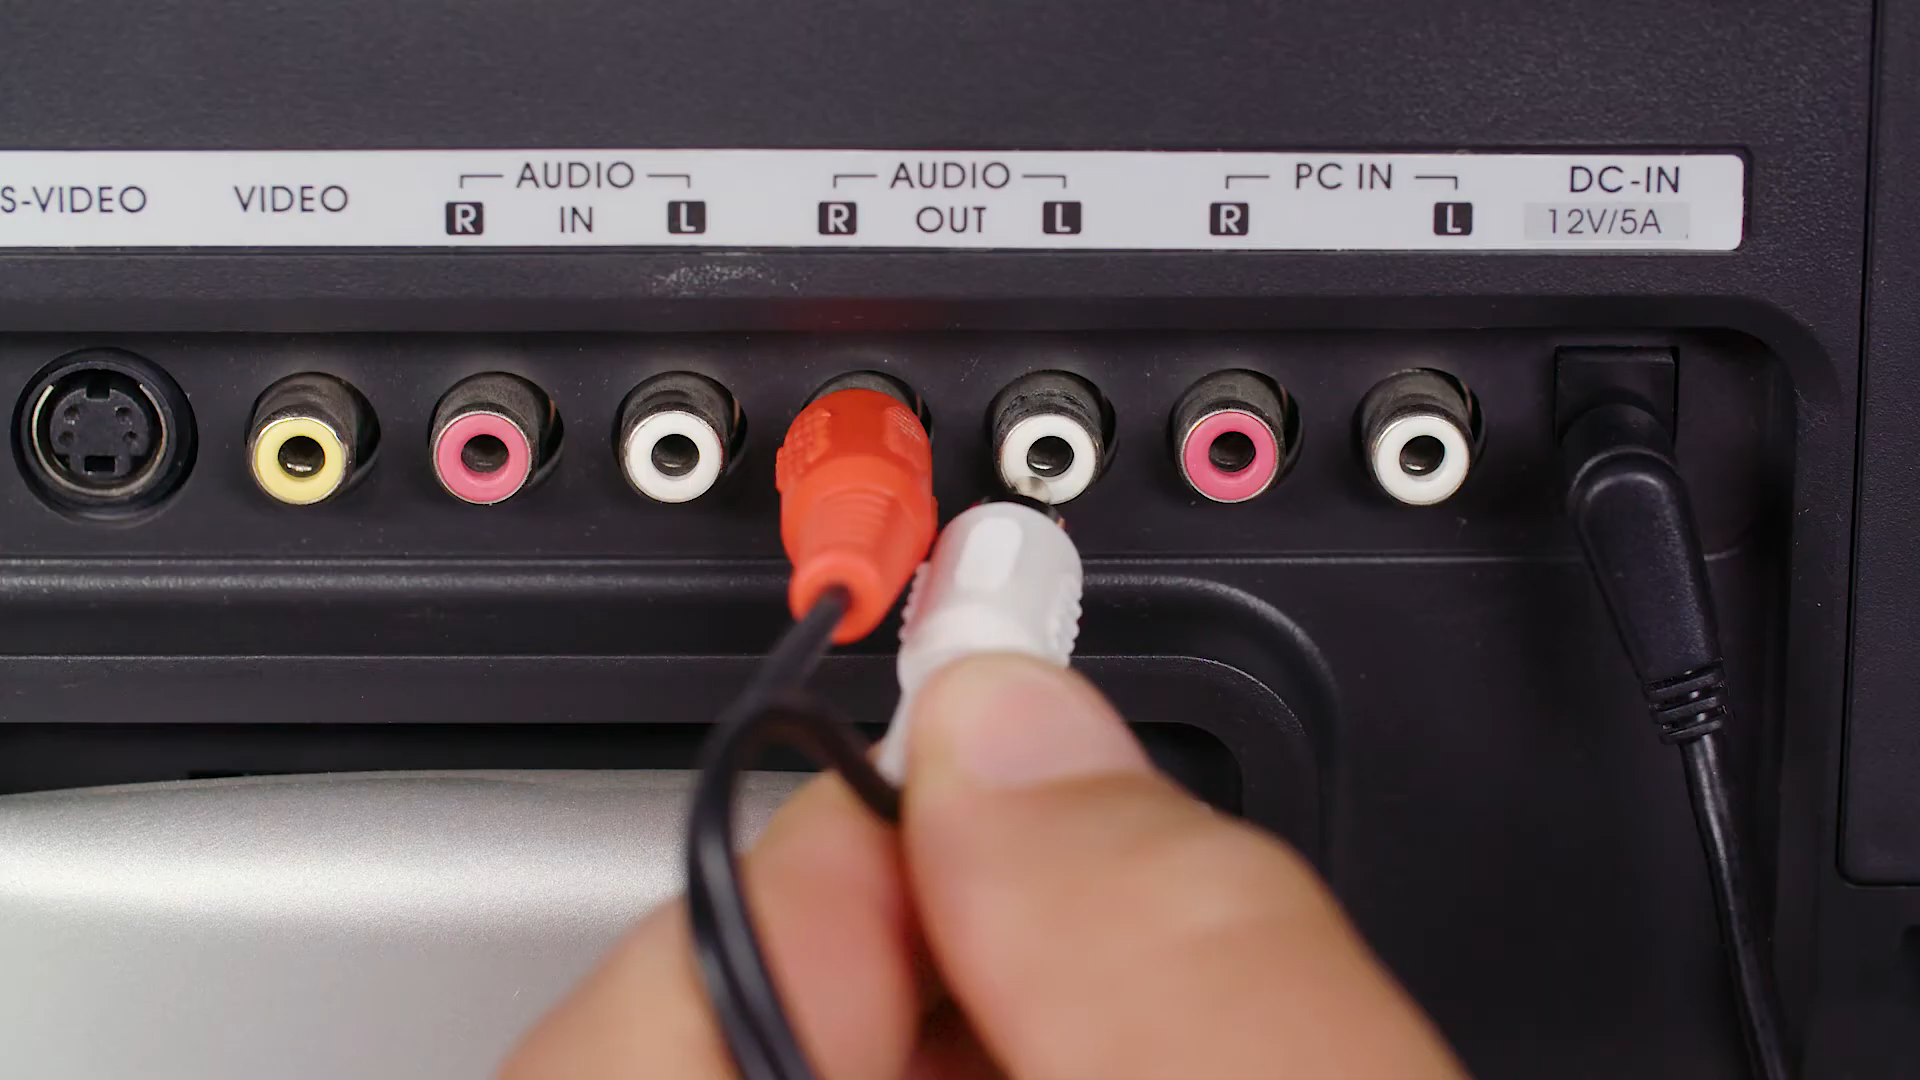 S-VIDEO
VIDEO
AUDIO
R IN L
AUDIO
R OUT L
PC IN
R L
DC-IN
12V/5A